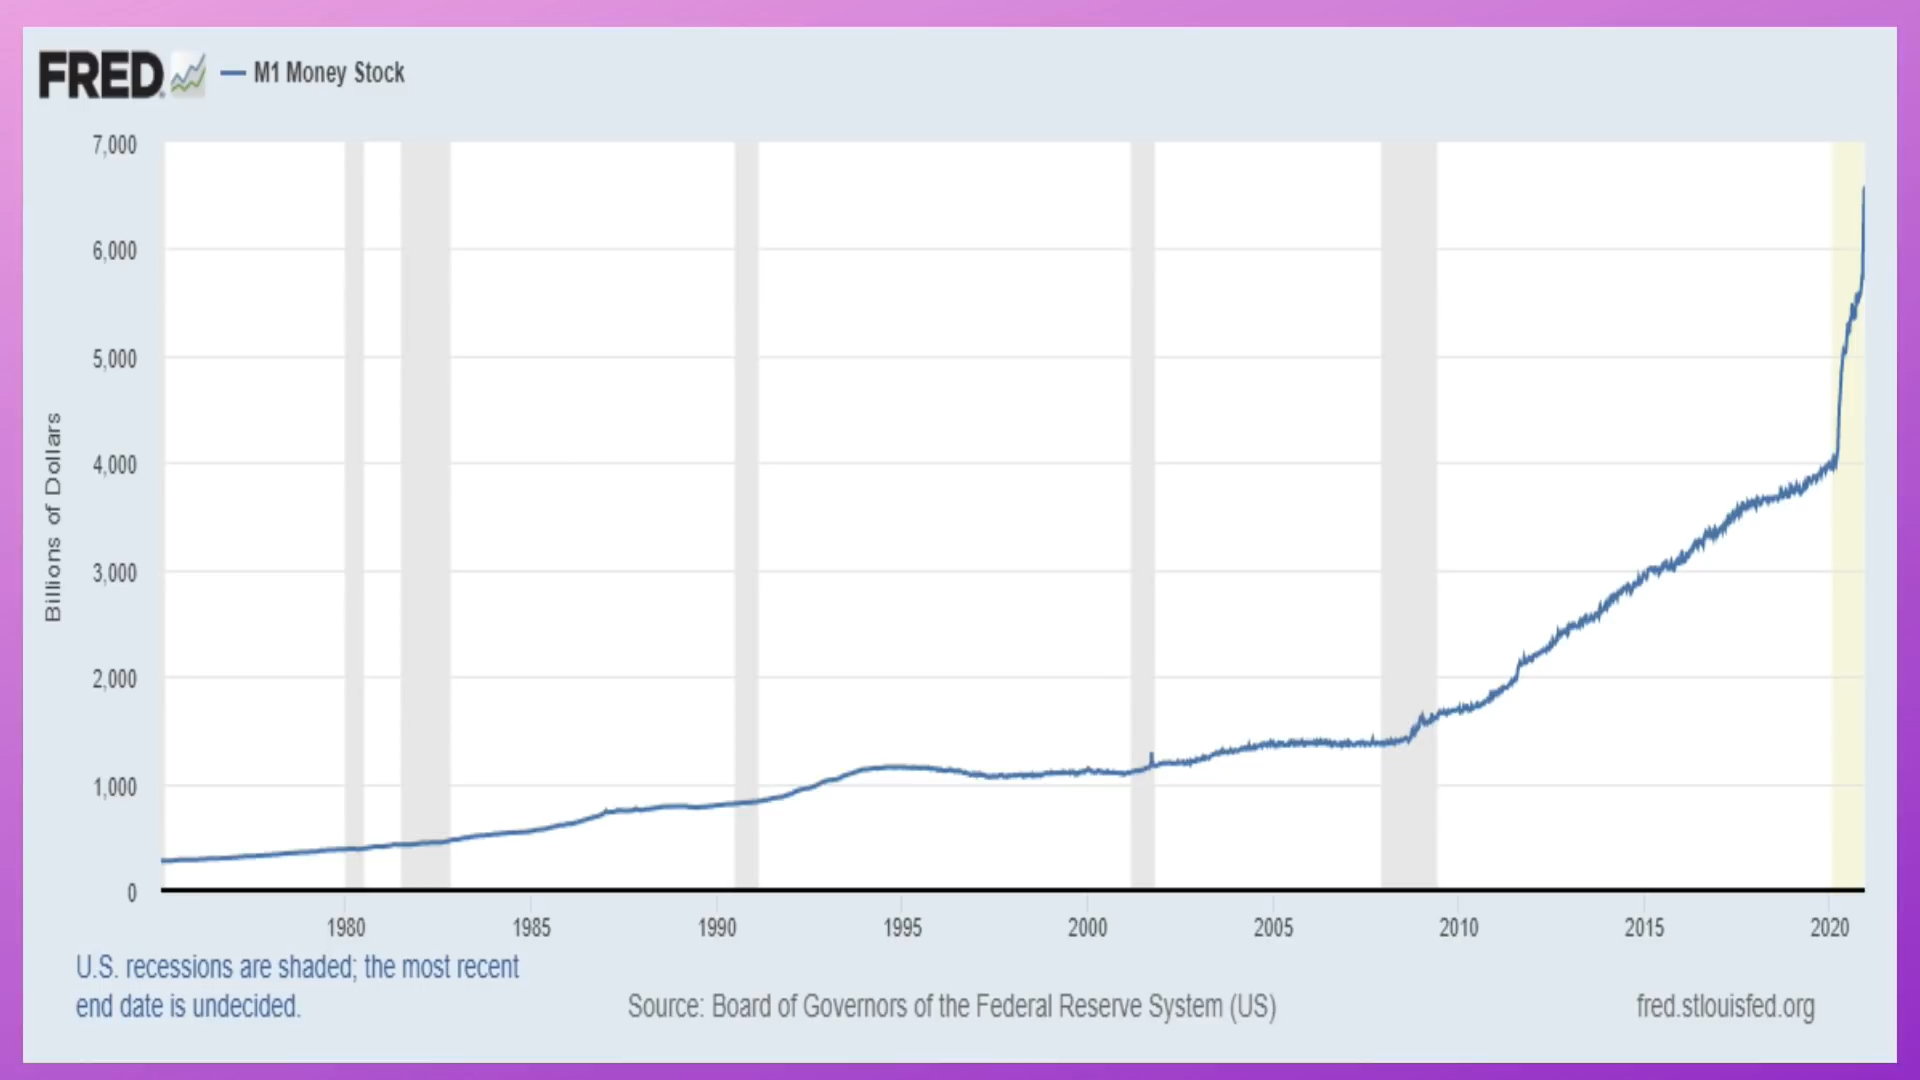 FRED M1 Money Stock
7,000
6,000
5,000
4,000
3,000
2,000
1,000
0
Billions of Dollars
1980 1985 1990 1995 2000 2005 2010 2015 2020
U.S. recessions are shaded; the most recent
end date is undecided.
Source: Board of Governors of the Federal Reserve System (US)
fred.stlouisfed.org